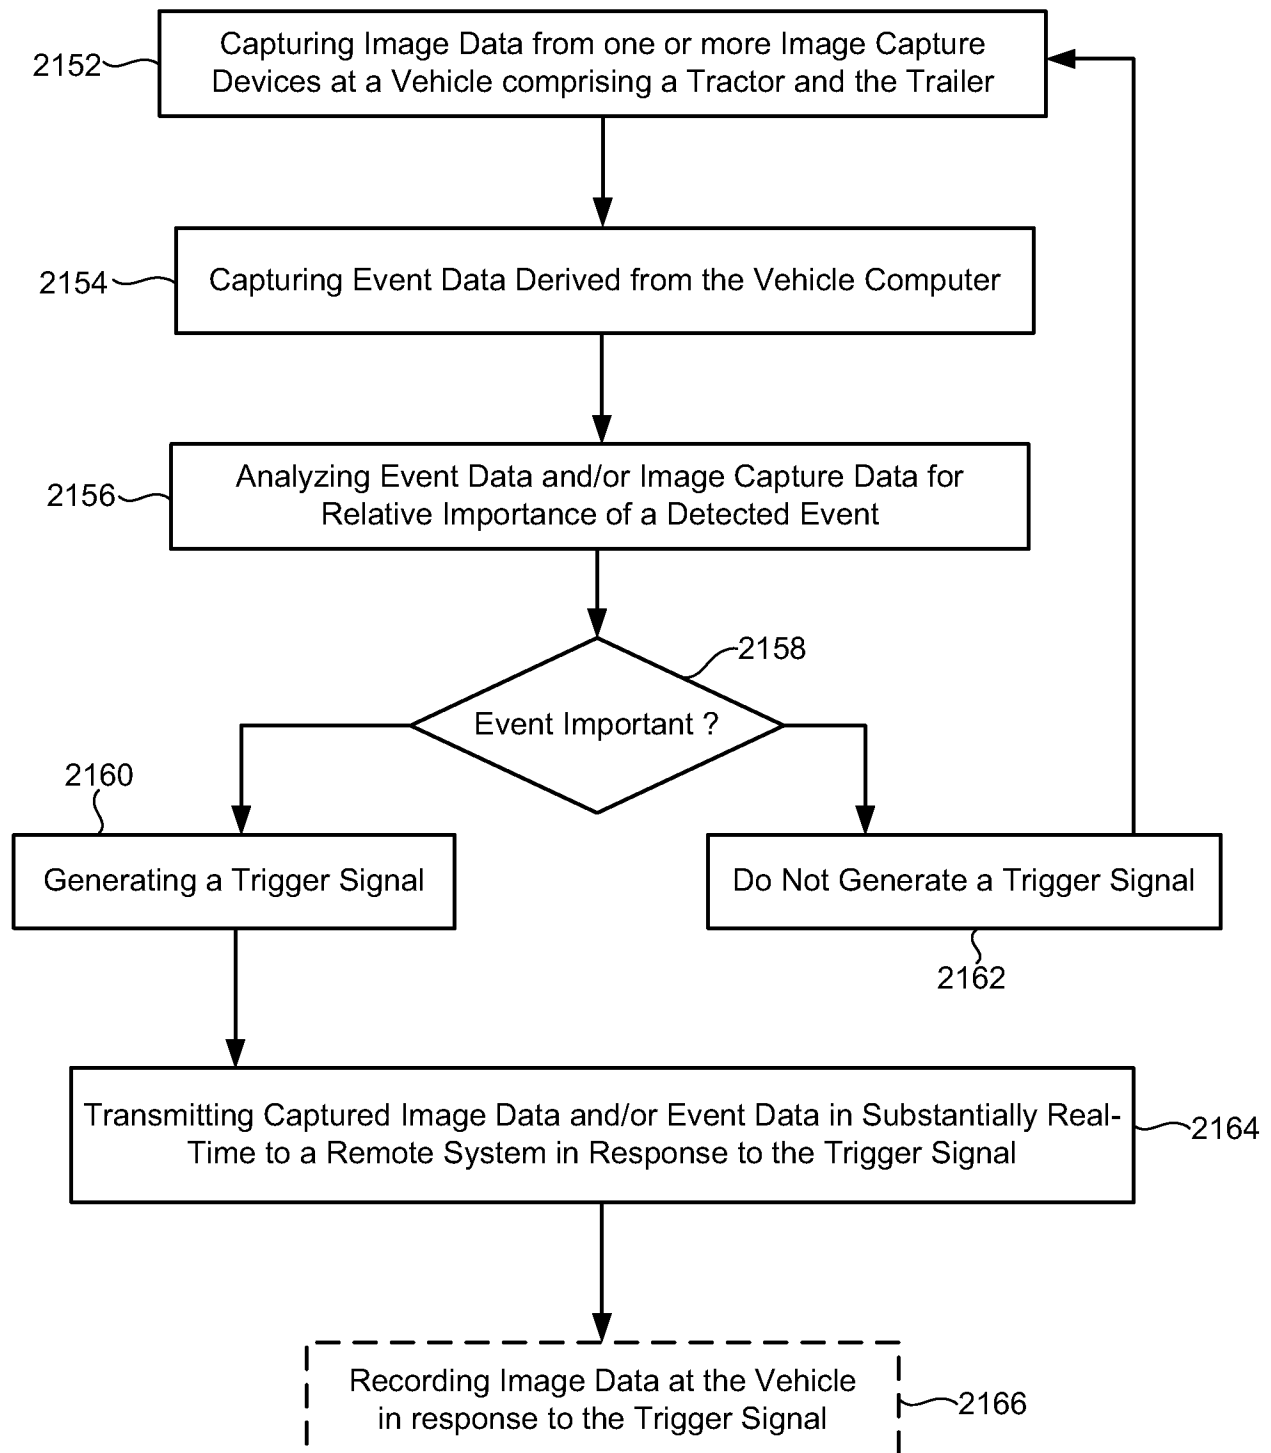 2152
Capturing Image Data from one or more Image Capture
Devices at a Vehicle comprising a Tractor and the Trailer
2154
Capturing Event Data Derived from the Vehicle Computer
2156
Analyzing Event Data and/or Image Capture Data for
Relative Importance of a Detected Event
2158
Event Important ?
2160
Generating a Trigger Signal
Do Not Generate a Trigger Signal
2162
Transmitting Captured Image Data and/or Event Data in Substantially Real-
Time to a Remote System in Response to the Trigger Signal
2164
Recording Image Data at the Vehicle
in response to the Trigger Signal
2166